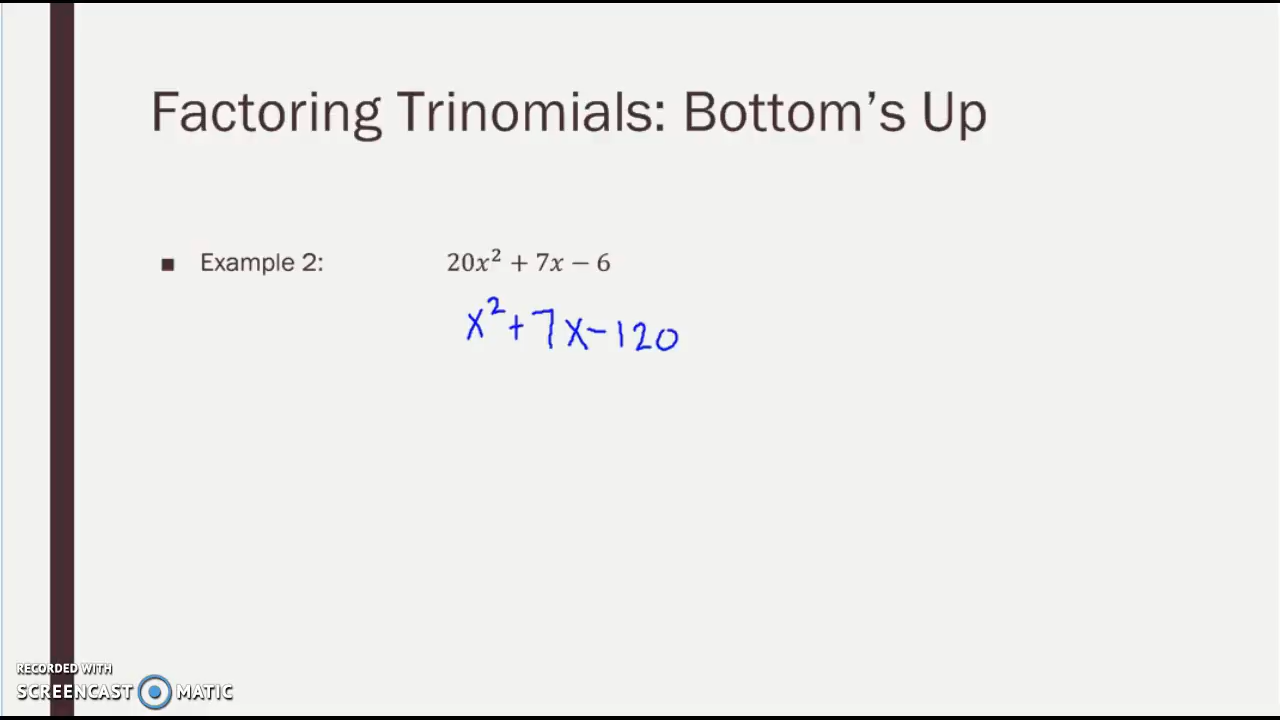 Factoring Trinomials: Bottom’s Up
■ Example 2: 20x² + 7x − 6
x²+7x-120
RECORDED WITH
SCREENCAST MATIC